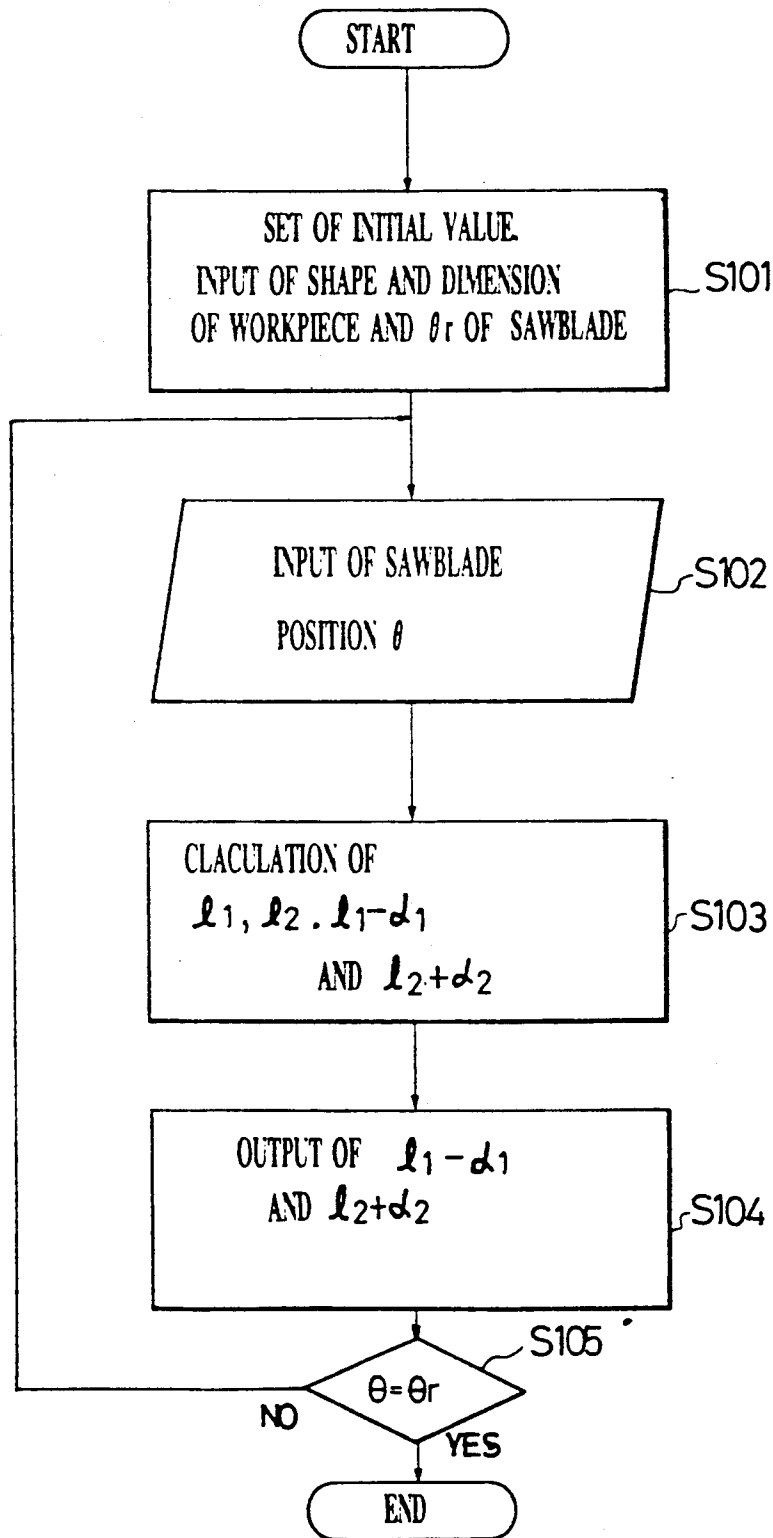 START
SET OF INITIAL VALUE.
INPUT OF SHAPE AND DIMENSION
OF WORKPIECE AND θr OF SAWBLADE
S101
INPUT OF SAWBLADE
POSITION θ
S102
CLACULATION OF
ℓ1, ℓ2. ℓ1-α1
AND ℓ2+α2
S103
OUTPUT OF ℓ1-α1
AND ℓ2+α2
S104
S105
θ=θr
NO
YES
END